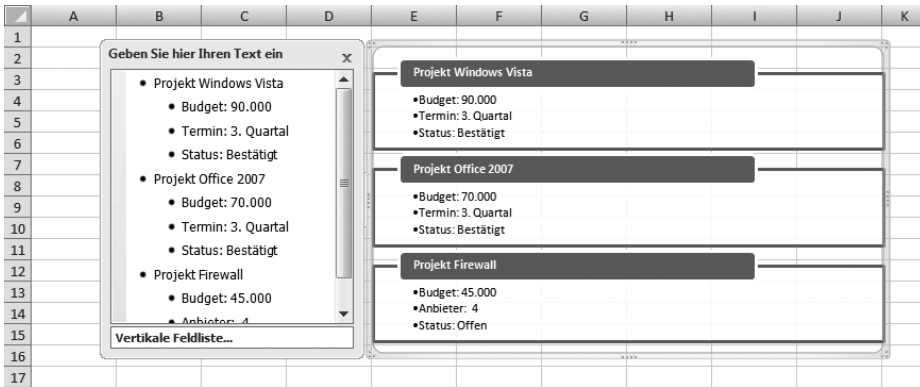 A B C D E F G H I J K
1
2
3
4
5
6
7
8
9
10
11
12
13
14
15
16
17
Geben Sie hier Ihren Text ein x
• Projekt Windows Vista
• Budget: 90.000
• Termin: 3. Quartal
• Status: Bestätigt
• Projekt Office 2007
• Budget: 70.000
• Termin: 3. Quartal
• Status: Bestätigt
• Projekt Firewall
• Budget: 45.000
• Anbieter: 4
Vertikale Feldliste...
Projekt Windows Vista
•Budget: 90.000
•Termin: 3. Quartal
•Status: Bestätigt
Projekt Office 2007
•Budget: 70.000
•Termin: 3. Quartal
•Status: Bestätigt
Projekt Firewall
•Budget: 45.000
•Anbieter: 4
•Status: Offen